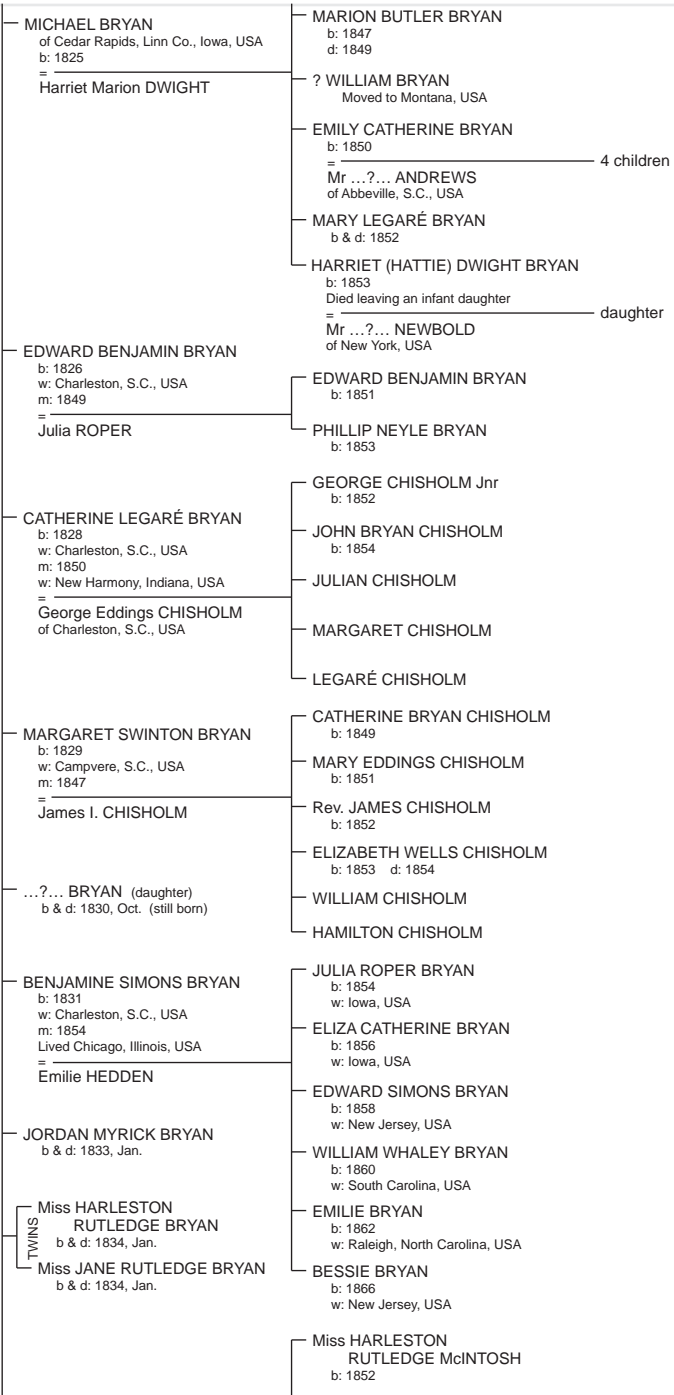 MICHAEL BRYAN
of Cedar Rapids, Linn Co., Iowa, USA
b: 1825
=
Harriet Marion DWIGHT
MARION BUTLER BRYAN
b: 1847
d: 1849
? WILLIAM BRYAN
Moved to Montana, USA
EMILY CATHERINE BRYAN
b: 1850
= 4 children
Mr …?… ANDREWS
of Abbeville, S.C., USA
MARY LEGARÉ BRYAN
b & d: 1852
HARRIET (HATTIE) DWIGHT BRYAN
b: 1853
Died leaving an infant daughter
= daughter
Mr …?… NEWBOLD
of New York, USA
EDWARD BENJAMIN BRYAN
b: 1826
w: Charleston, S.C., USA
m: 1849
=
Julia ROPER
EDWARD BENJAMIN BRYAN
b: 1851
PHILLIP NEYLE BRYAN
b: 1853
CATHERINE LEGARÉ BRYAN
b: 1828
w: Charleston, S.C., USA
m: 1850
w: New Harmony, Indiana, USA
=
George Eddings CHISHOLM
of Charleston, S.C., USA
GEORGE CHISHOLM Jnr
b: 1852
JOHN BRYAN CHISHOLM
b: 1854
JULIAN CHISHOLM
MARGARET CHISHOLM
LEGARÉ CHISHOLM
MARGARET SWINTON BRYAN
b: 1829
w: Campvere, S.C., USA
m: 1847
=
James I. CHISHOLM
CATHERINE BRYAN CHISHOLM
b: 1849
MARY EDDINGS CHISHOLM
b: 1851
Rev. JAMES CHISHOLM
b: 1852
ELIZABETH WELLS CHISHOLM
b: 1853 d: 1854
WILLIAM CHISHOLM
HAMILTON CHISHOLM
…?… BRYAN (daughter)
b & d: 1830, Oct. (still born)
BENJAMINE SIMONS BRYAN
b: 1831
w: Charleston, S.C., USA
m: 1854
Lived Chicago, Illinois, USA
=
Emilie HEDDEN
JULIA ROPER BRYAN
b: 1854
w: Iowa, USA
ELIZA CATHERINE BRYAN
b: 1856
w: Iowa, USA
EDWARD SIMONS BRYAN
b: 1858
w: New Jersey, USA
WILLIAM WHALEY BRYAN
b: 1860
w: South Carolina, USA
EMILIE BRYAN
b: 1862
w: Raleigh, North Carolina, USA
BESSIE BRYAN
b: 1866
w: New Jersey, USA
JORDAN MYRICK BRYAN
b & d: 1833, Jan.
TWINS
Miss HARLESTON
RUTLEDGE BRYAN
b & d: 1834, Jan.
Miss JANE RUTLEDGE BRYAN
b & d: 1834, Jan.
Miss HARLESTON
RUTLEDGE McINTOSH
b: 1852